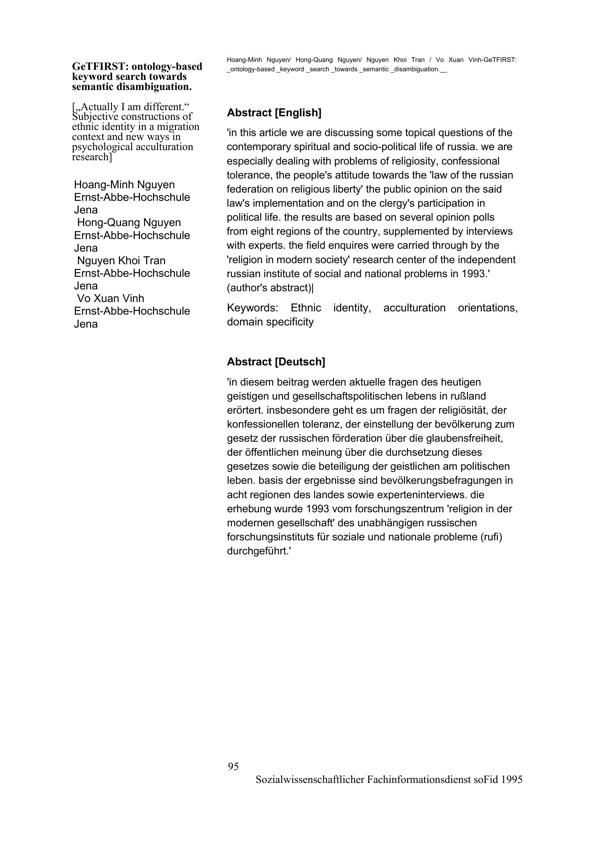 GeTFIRST: ontology-based
keyword search towards
semantic disambiguation.
[„Actually I am different.“
Subjective constructions of
ethnic identity in a migration
context and new ways in
psychological acculturation
research]
Hoang-Minh Nguyen
Ernst-Abbe-Hochschule
Jena
Hong-Quang Nguyen
Ernst-Abbe-Hochschule
Jena
Nguyen Khoi Tran
Ernst-Abbe-Hochschule
Jena
Vo Xuan Vinh
Ernst-Abbe-Hochschule
Jena
Hoang-Minh Nguyen/ Hong-Quang Nguyen/ Nguyen Khoi Tran / Vo Xuan Vinh-GeTFIRST:
_ontology-based _keyword _search _towards _semantic _disambiguation.__
Abstract [English]
'in this article we are discussing some topical questions of the
contemporary spiritual and socio-political life of russia. we are
especially dealing with problems of religiosity, confessional
tolerance, the people's attitude towards the 'law of the russian
federation on religious liberty' the public opinion on the said
law's implementation and on the clergy's participation in
political life. the results are based on several opinion polls
from eight regions of the country, supplemented by interviews
with experts. the field enquires were carried through by the
'religion in modern society' research center of the independent
russian institute of social and national problems in 1993.'
(author's abstract)|
Keywords: Ethnic identity, acculturation orientations,
domain specificity
Abstract [Deutsch]
'in diesem beitrag werden aktuelle fragen des heutigen
geistigen und gesellschaftspolitischen lebens in rußland
erörtert. insbesondere geht es um fragen der religiösität, der
konfessionellen toleranz, der einstellung der bevölkerung zum
gesetz der russischen förderation über die glaubensfreiheit,
der öffentlichen meinung über die durchsetzung dieses
gesetzes sowie die beteiligung der geistlichen am politischen
leben. basis der ergebnisse sind bevölkerungsbefragungen in
acht regionen des landes sowie experteninterviews. die
erhebung wurde 1993 vom forschungszentrum 'religion in der
modernen gesellschaft' des unabhängigen russischen
forschungsinstituts für soziale und nationale probleme (rufi)
durchgeführt.'
95
Sozialwissenschaftlicher Fachinformationsdienst soFid 1995